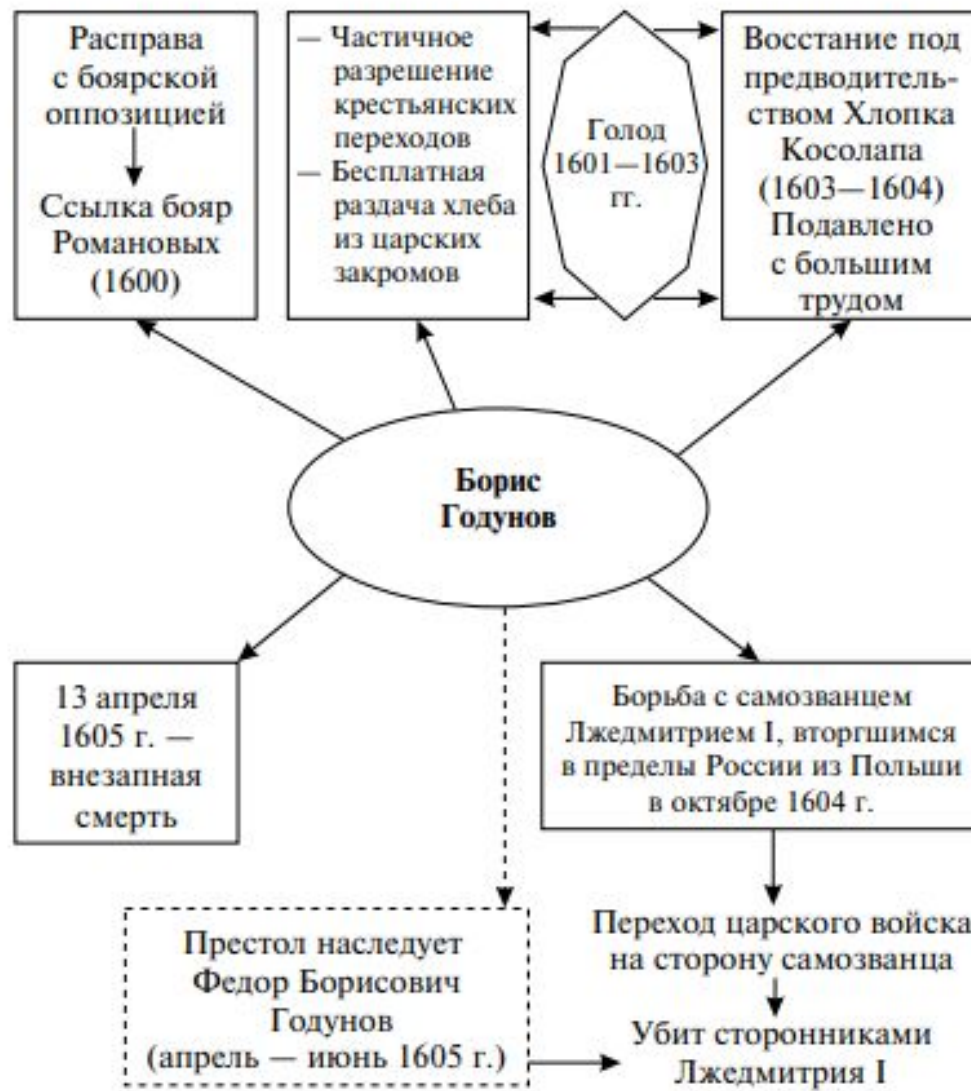 Расправа
с боярской
оппозицией
Ссылка бояр
Романовых
(1600)
— Частичное
разрешение
крестьянских
переходов
— Бесплатная
раздача хлеба
из царских
закромов
Голод
1601—1603
гг.
Восстание под
предводитель-
ством Хлопка
Косолапа
(1603—1604)
Подавлено
с большим
трудом
Борис
Годунов
13 апреля
1605 г. —
внезапная
смерть
Борьба с самозванцем
Лжедмитрием I, вторгшимся
в пределы России из Польши
в октябре 1604 г.
Престол наследует
Федор Борисович
Годунов
(апрель — июнь 1605 г.)
Переход царского войска
на сторону самозванца
Убит сторонниками
Лжедмитрия I